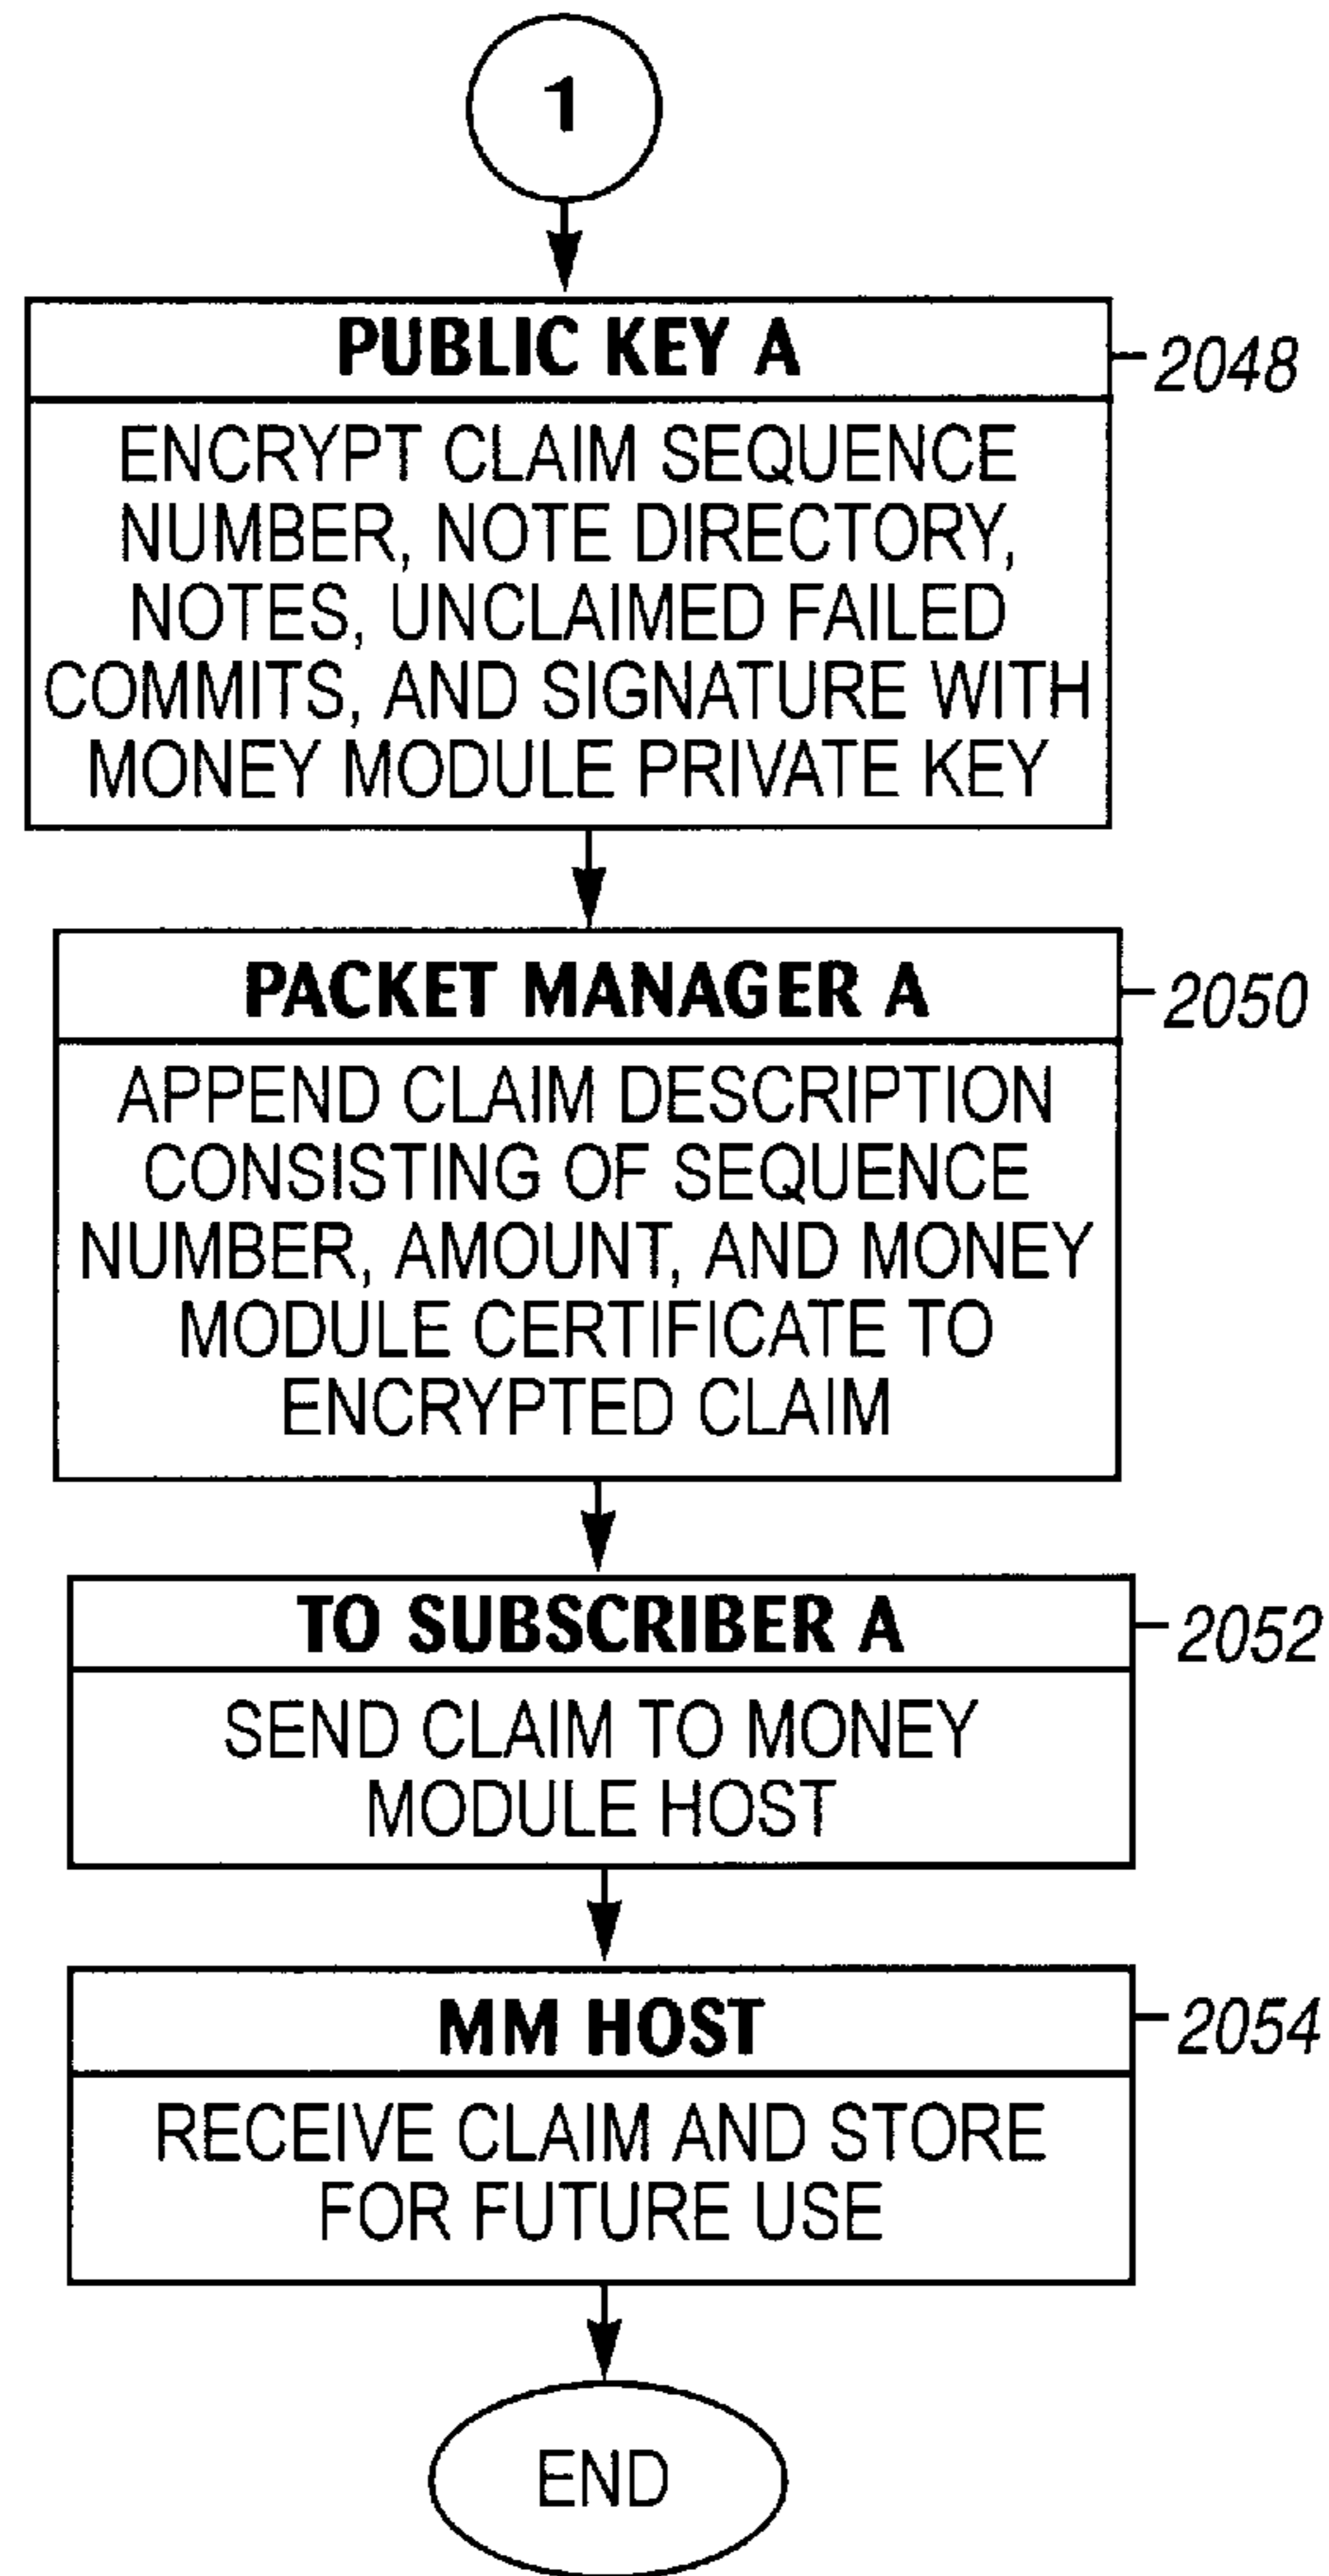 1
PUBLIC KEY A
2048
ENCRYPT CLAIM SEQUENCE
NUMBER, NOTE DIRECTORY,
NOTES, UNCLAIMED FAILED
COMMITS, AND SIGNATURE WITH
MONEY MODULE PRIVATE KEY
PACKET MANAGER A
2050
APPEND CLAIM DESCRIPTION
CONSISTING OF SEQUENCE
NUMBER, AMOUNT, AND MONEY
MODULE CERTIFICATE TO
ENCRYPTED CLAIM
TO SUBSCRIBER A
2052
SEND CLAIM TO MONEY
MODULE HOST
MM HOST
2054
RECEIVE CLAIM AND STORE
FOR FUTURE USE
END